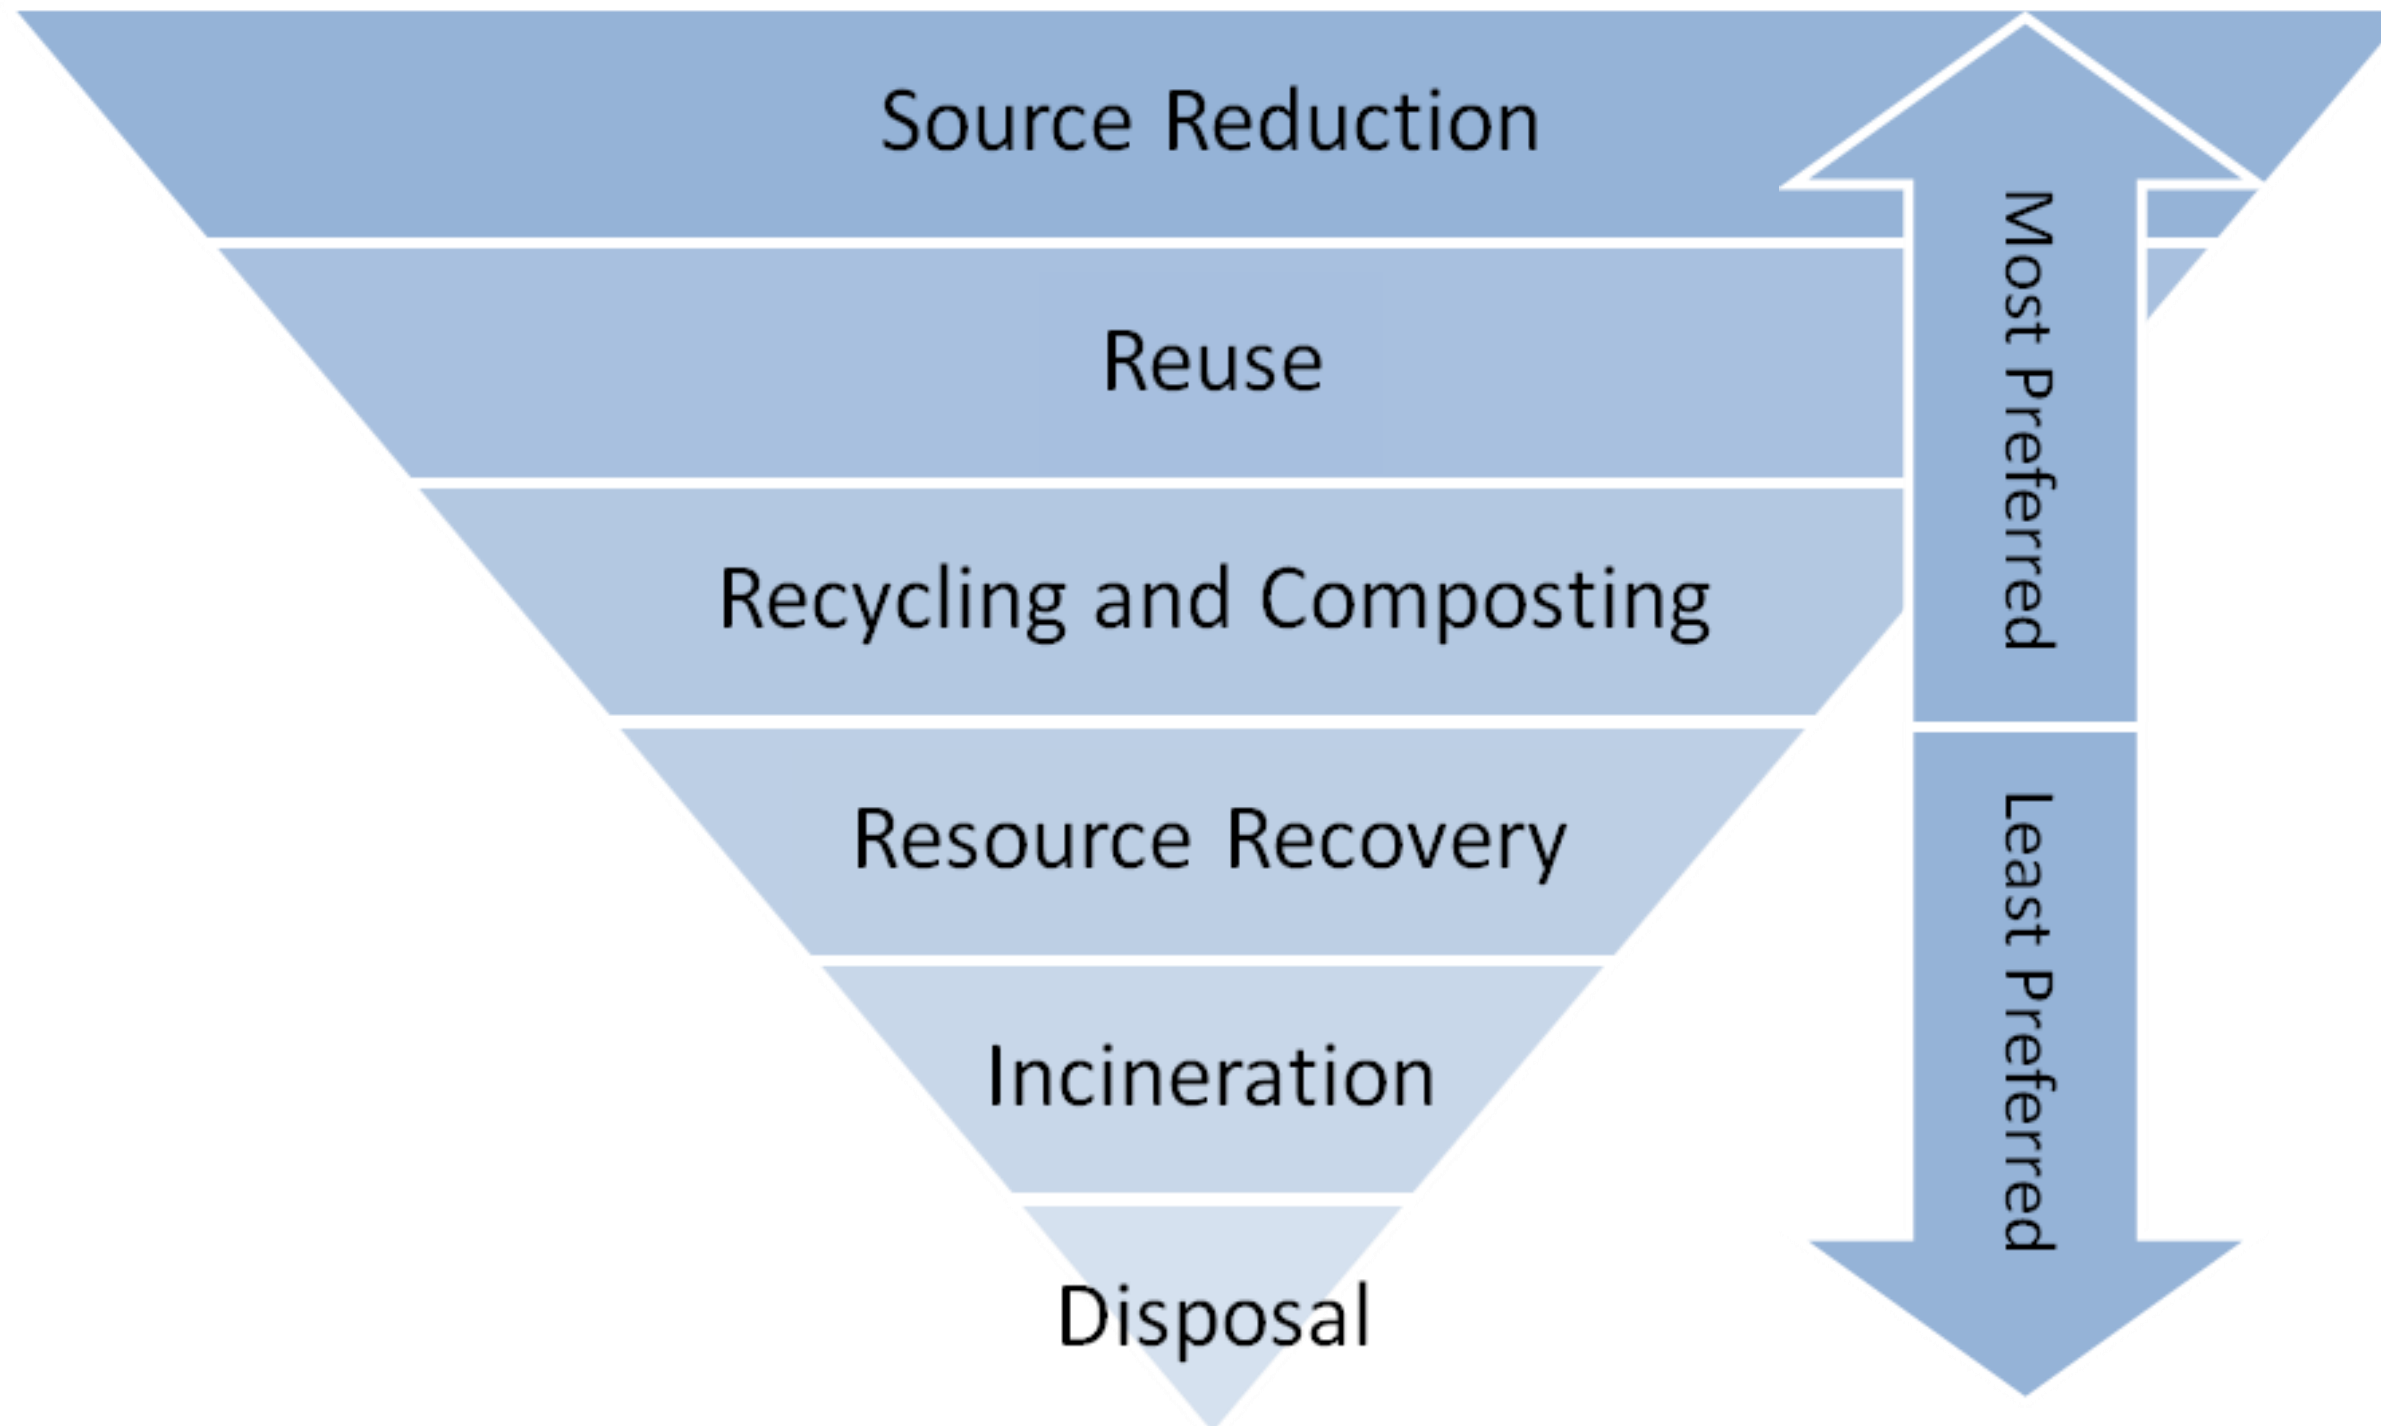 Source Reduction
Reuse
Recycling and Composting
Resource Recovery
Incineration
Disposal
Most Preferred
Least Preferred